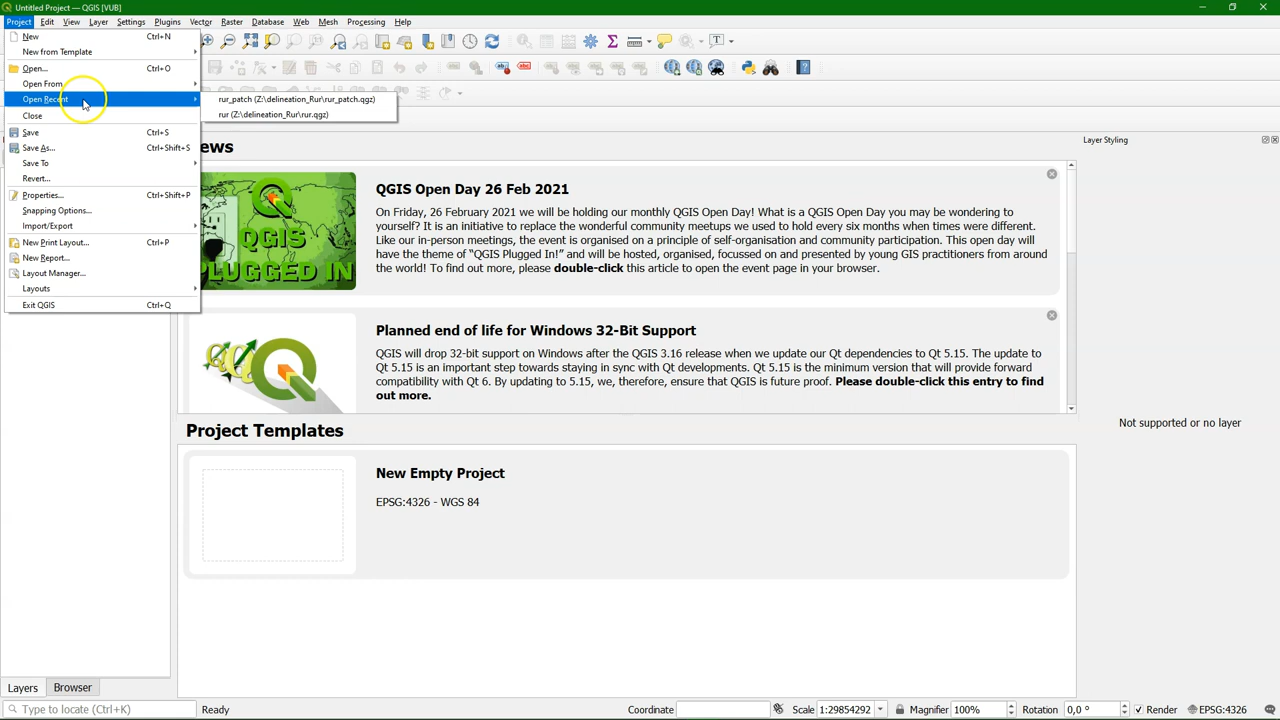 Untitled Project — QGIS [VUB]
Project Edit View Layer Settings Plugins Vector Raster Database Web Mesh Processing Help
New Ctrl+N
New from Template
Open... Ctrl+O
Open From
Open Recent
rur_patch (Z:\delineation_Rur\rur_patch.qgz)
rur (Z:\delineation_Rur\rur.qgz)
Close
Save Ctrl+S
Save As... Ctrl+Shift+S
Save To
Revert...
Properties... Ctrl+Shift+P
Snapping Options...
Import/Export
New Print Layout... Ctrl+P
New Report...
Layout Manager...
Layouts
Exit QGIS Ctrl+Q
ews
QGIS
PLUGGED IN
QGIS Open Day 26 Feb 2021
On Friday, 26 February 2021 we will be holding our monthly QGIS Open Day! What is a QGIS Open Day you may be wondering to
yourself? It is an initiative to replace the wonderful community meetups we used to hold every six months when times were different.
Like our in-person meetings, the event is organised on a principle of self-organisation and community participation. This open day will
have the theme of "QGIS Plugged In!" and will be hosted, organised, focussed on and presented by young GIS practitioners from around
the world! To find out more, please double-click this article to open the event page in your browser.
Planned end of life for Windows 32-Bit Support
QGIS will drop 32-bit support on Windows after the QGIS 3.16 release when we update our Qt dependencies to Qt 5.15. The update to
Qt 5.15 is an important step towards staying in sync with Qt developments. Qt 5.15 is the minimum version that will provide forward
compatibility with Qt 6. By updating to 5.15, we, therefore, ensure that QGIS is future proof. Please double-click this entry to find
out more.
Project Templates
New Empty Project
EPSG:4326 - WGS 84
Layer Styling
Not supported or no layer
Layers Browser
Type to locate (Ctrl+K) Ready Coordinate Scale 1:29854292 Magnifier 100% Rotation 0,0 ° Render EPSG:4326